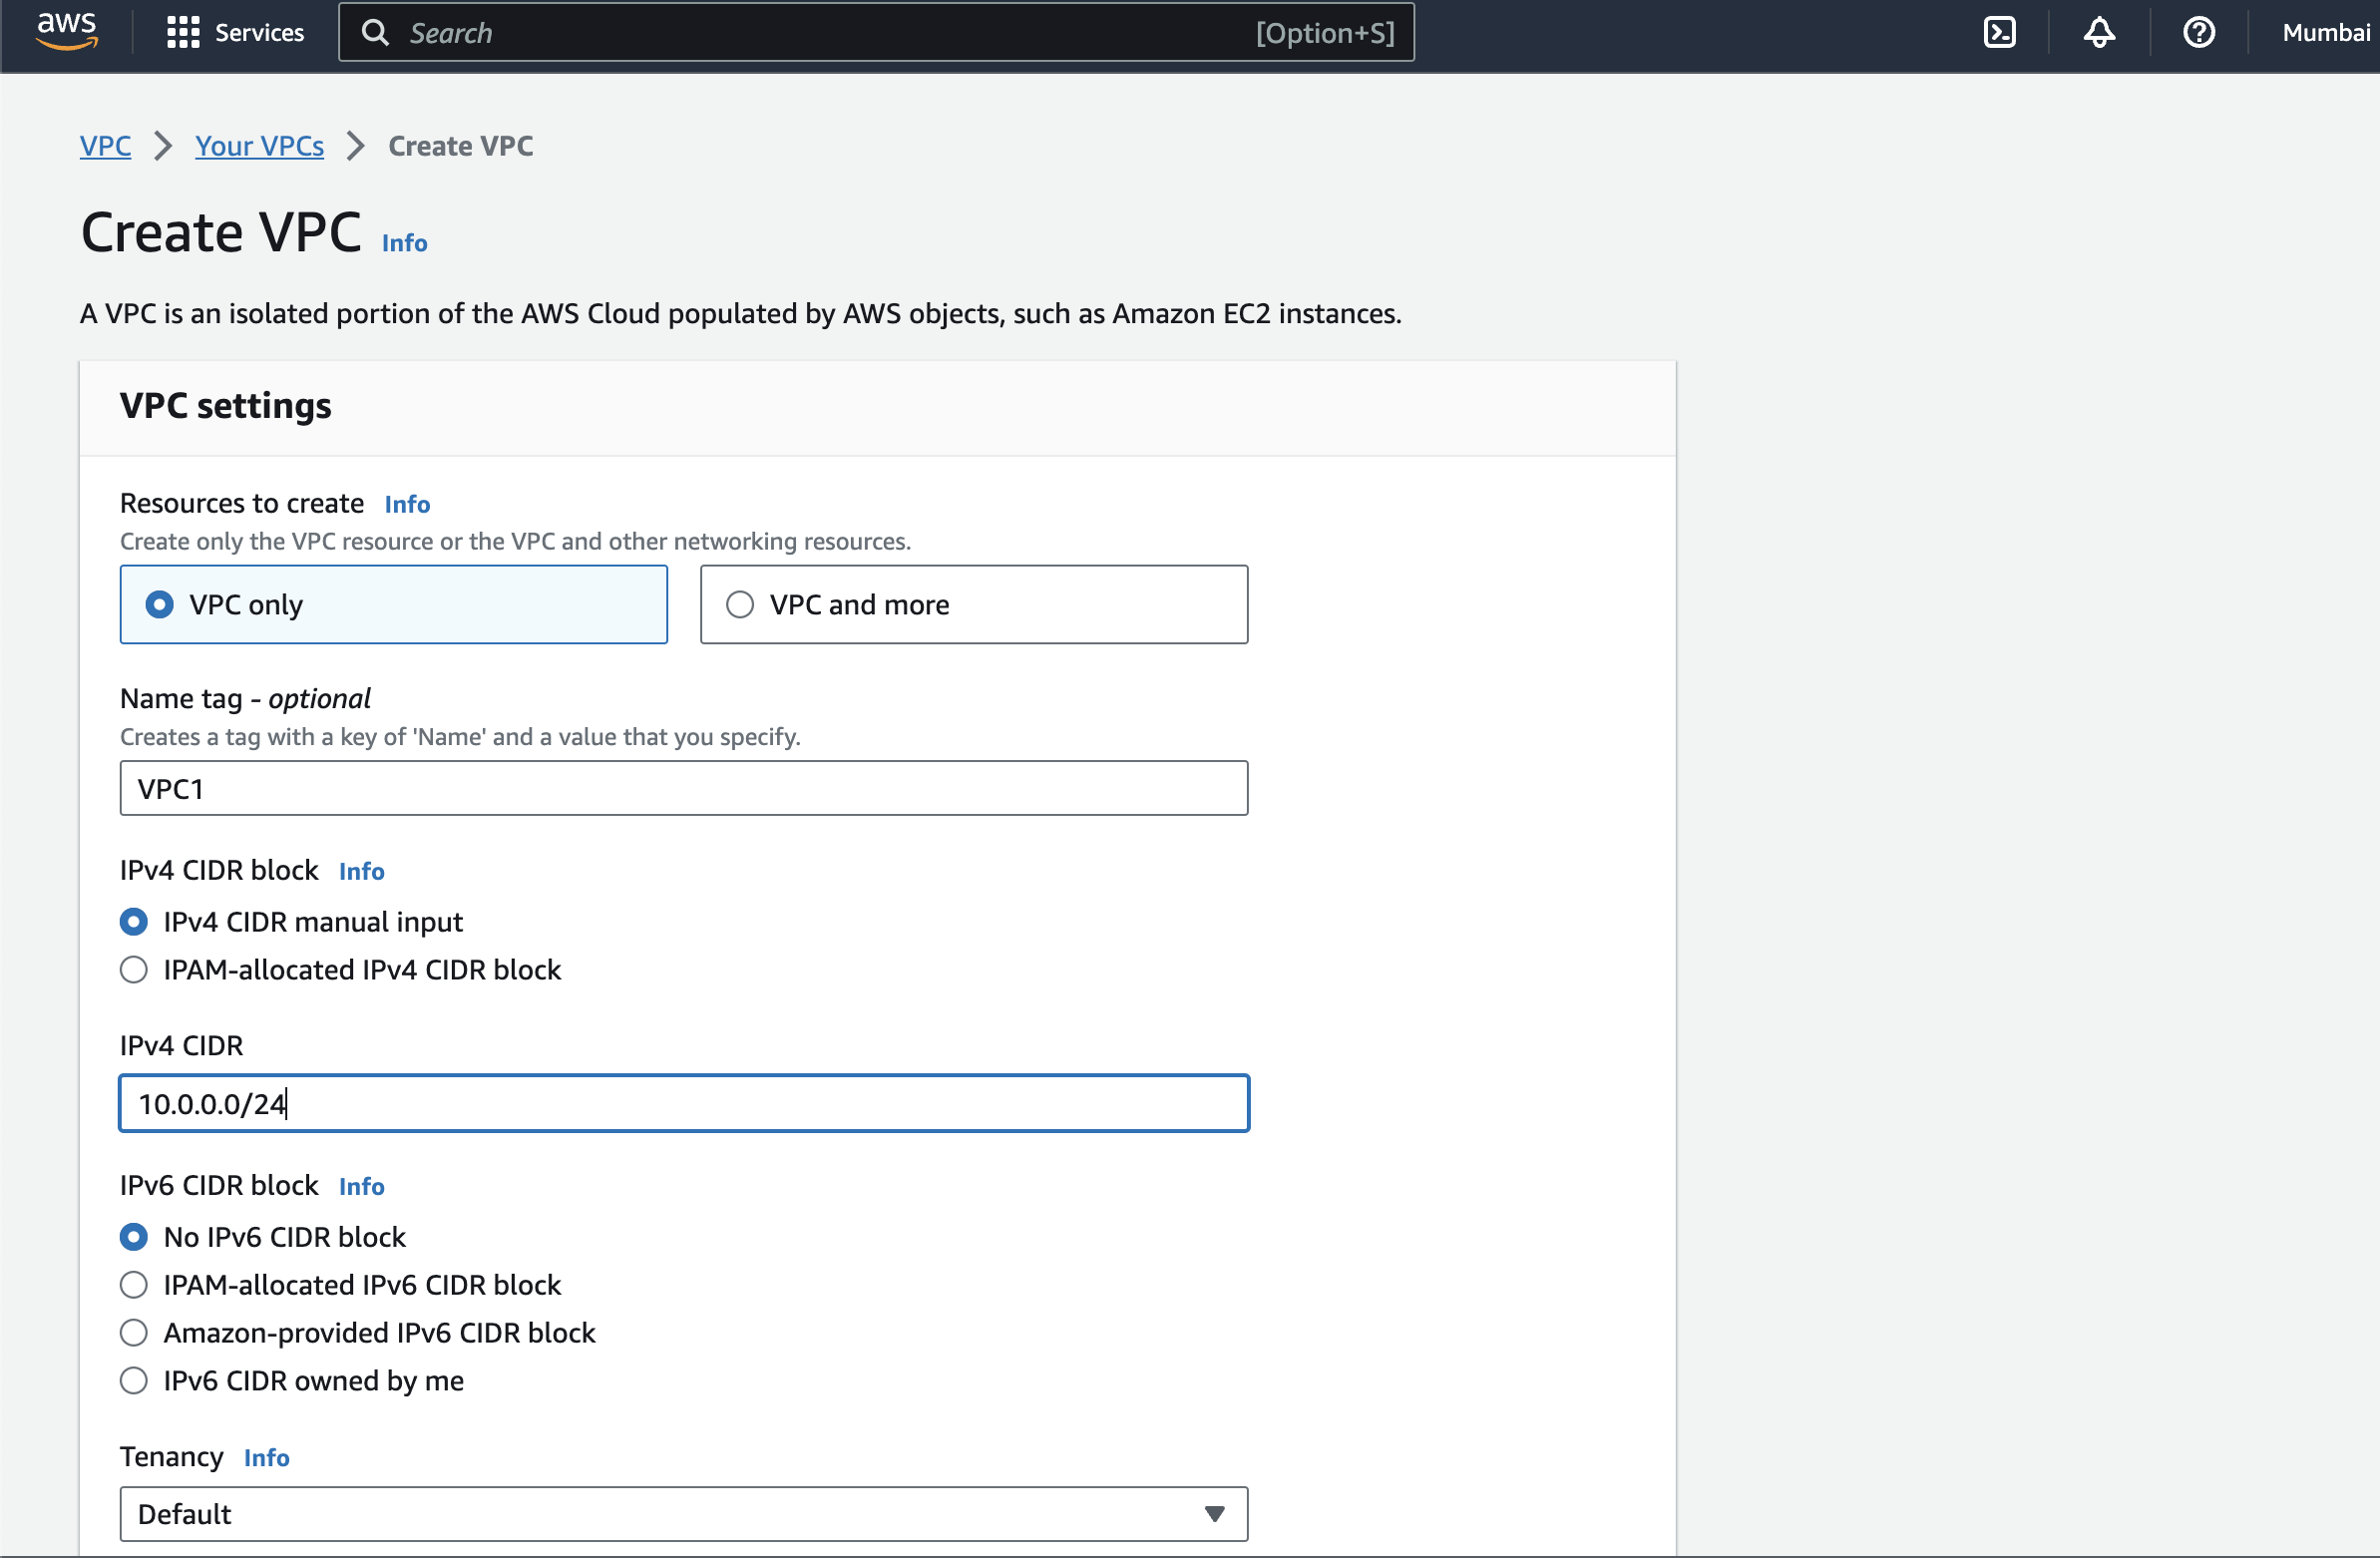 aws Services Search [Option+S] Mumbai
VPC Your VPCs Create VPC
Create VPC Info
A VPC is an isolated portion of the AWS Cloud populated by AWS objects, such as Amazon EC2 instances.
VPC settings
Resources to create Info
Create only the VPC resource or the VPC and other networking resources.
VPC only VPC and more
Name tag - optional
Creates a tag with a key of 'Name' and a value that you specify.
VPC1
IPv4 CIDR block Info
IPv4 CIDR manual input
IPAM-allocated IPv4 CIDR block
IPv4 CIDR
10.0.0.0/24
IPv6 CIDR block Info
No IPv6 CIDR block
IPAM-allocated IPv6 CIDR block
Amazon-provided IPv6 CIDR block
IPv6 CIDR owned by me
Tenancy Info
Default